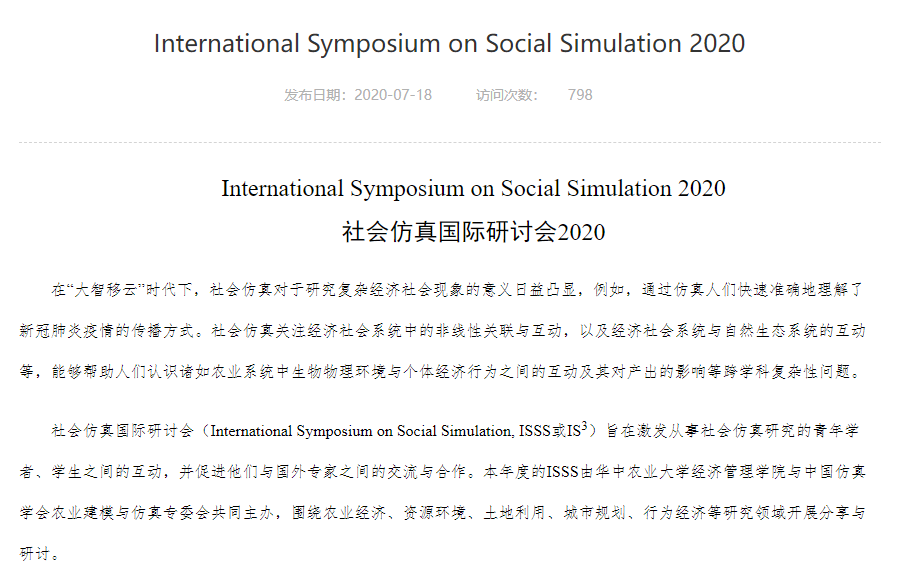 International Symposium on Social Simulation 2020
发布日期：2020-07-18 访问次数： 798
International Symposium on Social Simulation 2020
社会仿真国际研讨会2020
在“大智移云”时代下，社会仿真对于研究复杂经济社会现象的意义日益凸显，例如，通过仿真人们快速准确地理解了
新冠肺炎疫情的传播方式。社会仿真关注经济社会系统中的非线性关联与互动，以及经济社会系统与自然生态系统的互动
等，能够帮助人们认识诸如农业系统中生物物理环境与个体经济行为之间的互动及其对产出的影响等跨学科复杂性问题。
社会仿真国际研讨会（International Symposium on Social Simulation, ISSS或IS³）旨在激发从事社会仿真研究的青年学
者、学生之间的互动，并促进他们与国外专家之间的交流与合作。本年度的ISSS由华中农业大学经济管理学院与中国仿真
学会农业建模与仿真专委会共同主办，围绕农业经济、资源环境、土地利用、城市规划、行为经济等研究领域开展分享与
研讨。